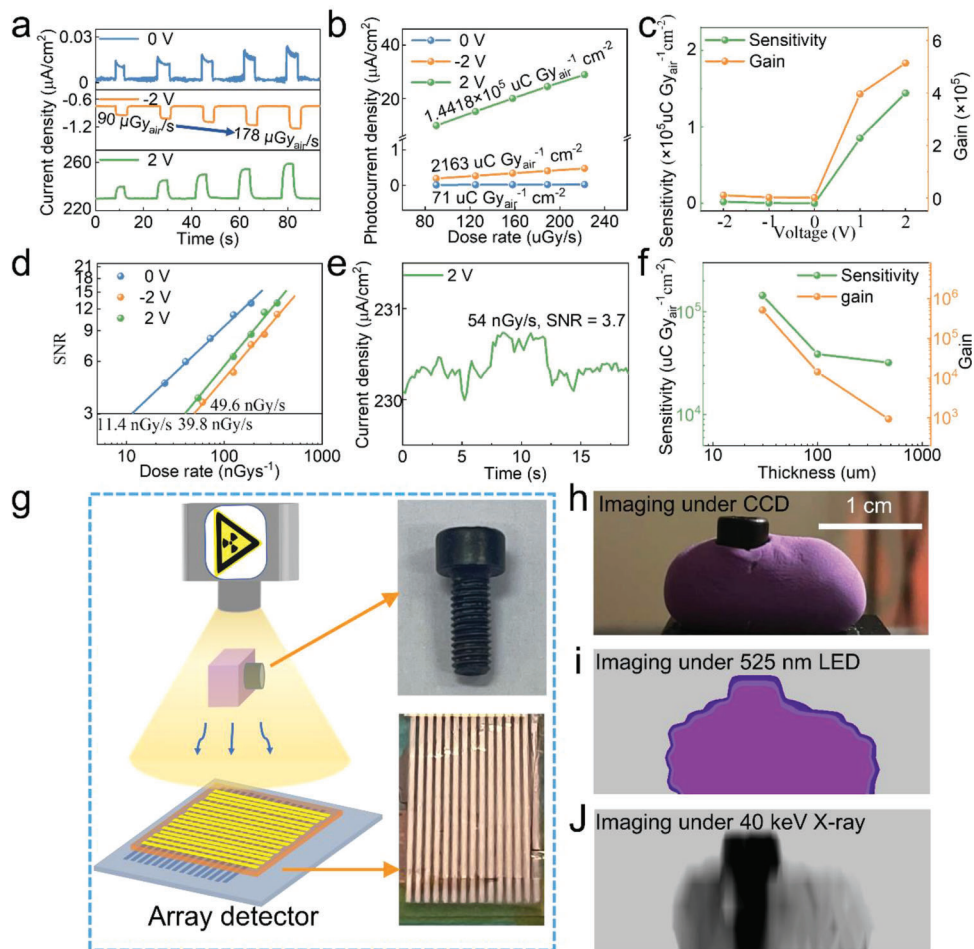 a
Current density (μA/cm²)
0.03
0
-0.6
-1.2
260
220
0 V
-2 V
90 μGyair/s
178 μGyair/s
2 V
0 20 40 60 80
Time (s)
b
Photocurrent density (μA/cm²)
40
20
1
0
0 V
-2 V
2 V
1.4418×10⁵ uC Gyair⁻¹ cm⁻²
2163 uC Gyair⁻¹ cm⁻²
71 uC Gyair⁻¹ cm⁻²
80 120 160 200 240
Dose rate (uGy/s)
c
Sensitivity (×10⁵uC Gyair⁻¹cm⁻²)
2
1
0
Sensitivity
Gain
6
4
2
0
Gain (×10⁵)
-2 -1 0 1 2
Voltage (V)
d
SNR
21
18
15
12
9
6
3
0 V
-2 V
2 V
49.6 nGy/s
11.4 nGy/s
39.8 nGy/s
10 100 1000
Dose rate (nGys⁻¹)
e
Current density (μA/cm²)
231
230
2 V
54 nGy/s, SNR = 3.7
0 5 10 15
Time (s)
f
Sensitivity (uC Gyair⁻¹cm⁻²)
10⁵
10⁴
Sensitivity
gain
10⁶
10⁵
10⁴
10³
Gain
10 100
Thickness (um)
g
Array detector
h
Imaging under CCD
1 cm
i
Imaging under 525 nm LED
J
Imaging under 40 keV X-ray